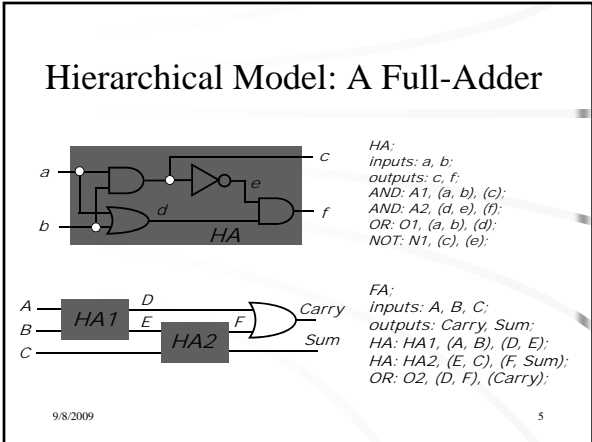 Hierarchical Model: A Full-Adder
a
b
c
d
e
f
HA
HA;
inputs: a, b;
outputs: c, f;
AND: A1, (a, b), (c);
AND: A2, (d, e), (f);
OR: O1, (a, b), (d);
NOT: N1, (c), (e);
A
B
C
HA1
D
E
HA2
F
Carry
Sum
FA;
inputs: A, B, C;
outputs: Carry, Sum;
HA: HA1, (A, B), (D, E);
HA: HA2, (E, C), (F, Sum);
OR: O2, (D, F), (Carry);
9/8/2009
5